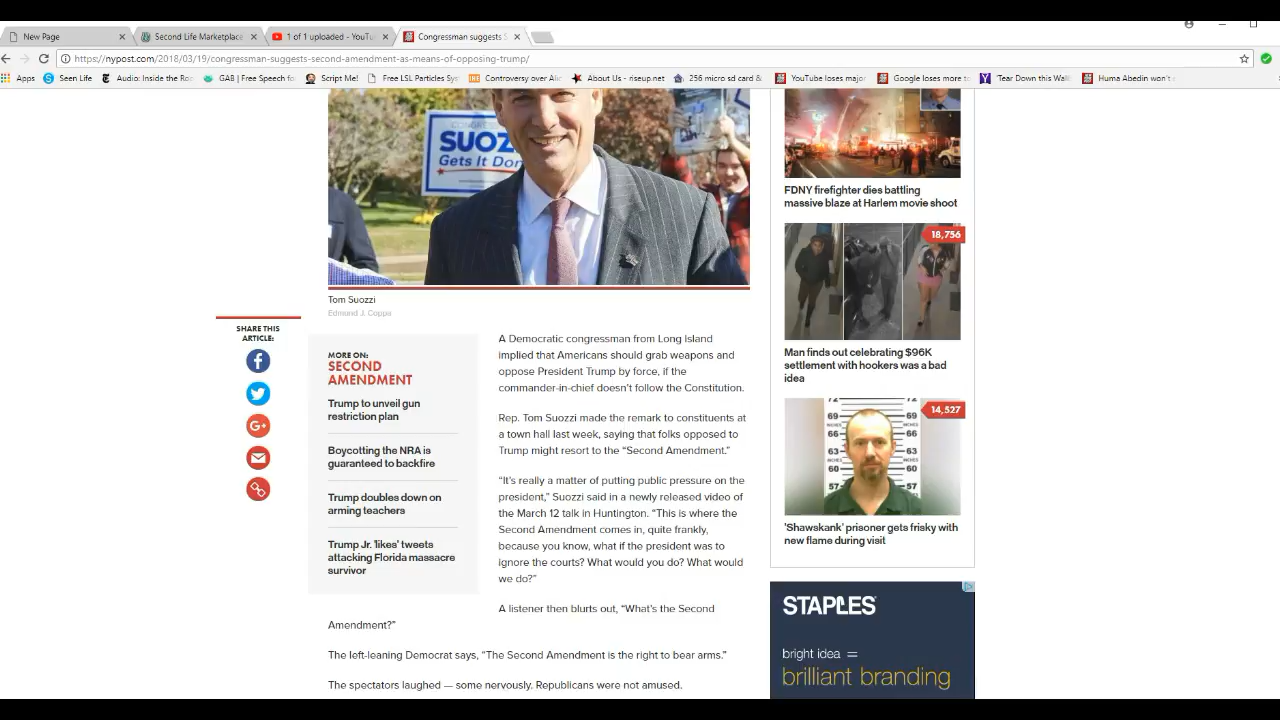 New Page
Second Life Marketplace
1 of 1 uploaded - YouTu
Congressman suggests S
https://nypost.com/2018/03/19/congressman-suggests-second-amendment-as-means-of-opposing-trump/
Apps
Seen Life
Audio: Inside the Ro
GAB | Free Speech fo
Script Me!
Free LSL Particles Sys
Controversy over Alic
About Us - riseup.net
256 micro sd card &
YouTube loses major
Google loses more to
'Tear Down this Wall
Huma Abedin won't c
SUOZ
Gets It Don
Tom Suozzi
Edmund J. Coppa
SHARE THIS
ARTICLE:
MORE ON:
SECOND
AMENDMENT
Trump to unveil gun
restriction plan
Boycotting the NRA is
guaranteed to backfire
Trump doubles down on
arming teachers
Trump Jr. 'likes' tweets
attacking Florida massacre
survivor
A Democratic congressman from Long Island
implied that Americans should grab weapons and
oppose President Trump by force, if the
commander-in-chief doesn't follow the Constitution.
Rep. Tom Suozzi made the remark to constituents at
a town hall last week, saying that folks opposed to
Trump might resort to the “Second Amendment.”
“It's really a matter of putting public pressure on the
president,” Suozzi said in a newly released video of
the March 12 talk in Huntington. “This is where the
Second Amendment comes in, quite frankly,
because you know, what if the president was to
ignore the courts? What would you do? What would
we do?”
A listener then blurts out, “What's the Second
Amendment?”
The left-leaning Democrat says, “The Second Amendment is the right to bear arms.”
The spectators laughed — some nervously. Republicans were not amused.
FDNY firefighter dies battling
massive blaze at Harlem movie shoot
18,756
Man finds out celebrating $96K
settlement with hookers was a bad
idea
14,527
72
72
69
69
66
66
63
63
60
60
57
57
'Shawskank' prisoner gets frisky with
new flame during visit
STAPLES
bright idea =
brilliant branding